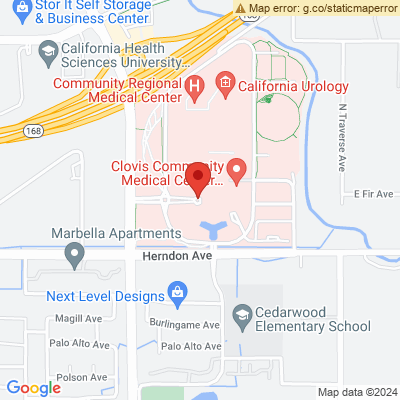 Stor It Self Storage
& Business Center
Map error: g.co/staticmaperror
168
California Health
Sciences University...
Community Regional
Medical Center
H
California Urology
N Traverse Ave
168
Clovis Community
Medical Center...
E Fir Ave
Marbella Apartments
Herndon Ave
Next Level Designs
Magill Ave
Burlingame Ave
Cedarwood
Elementary School
Palo Alto Ave
Palo Alto Ave
Polson Ave
Google
Map data ©2024